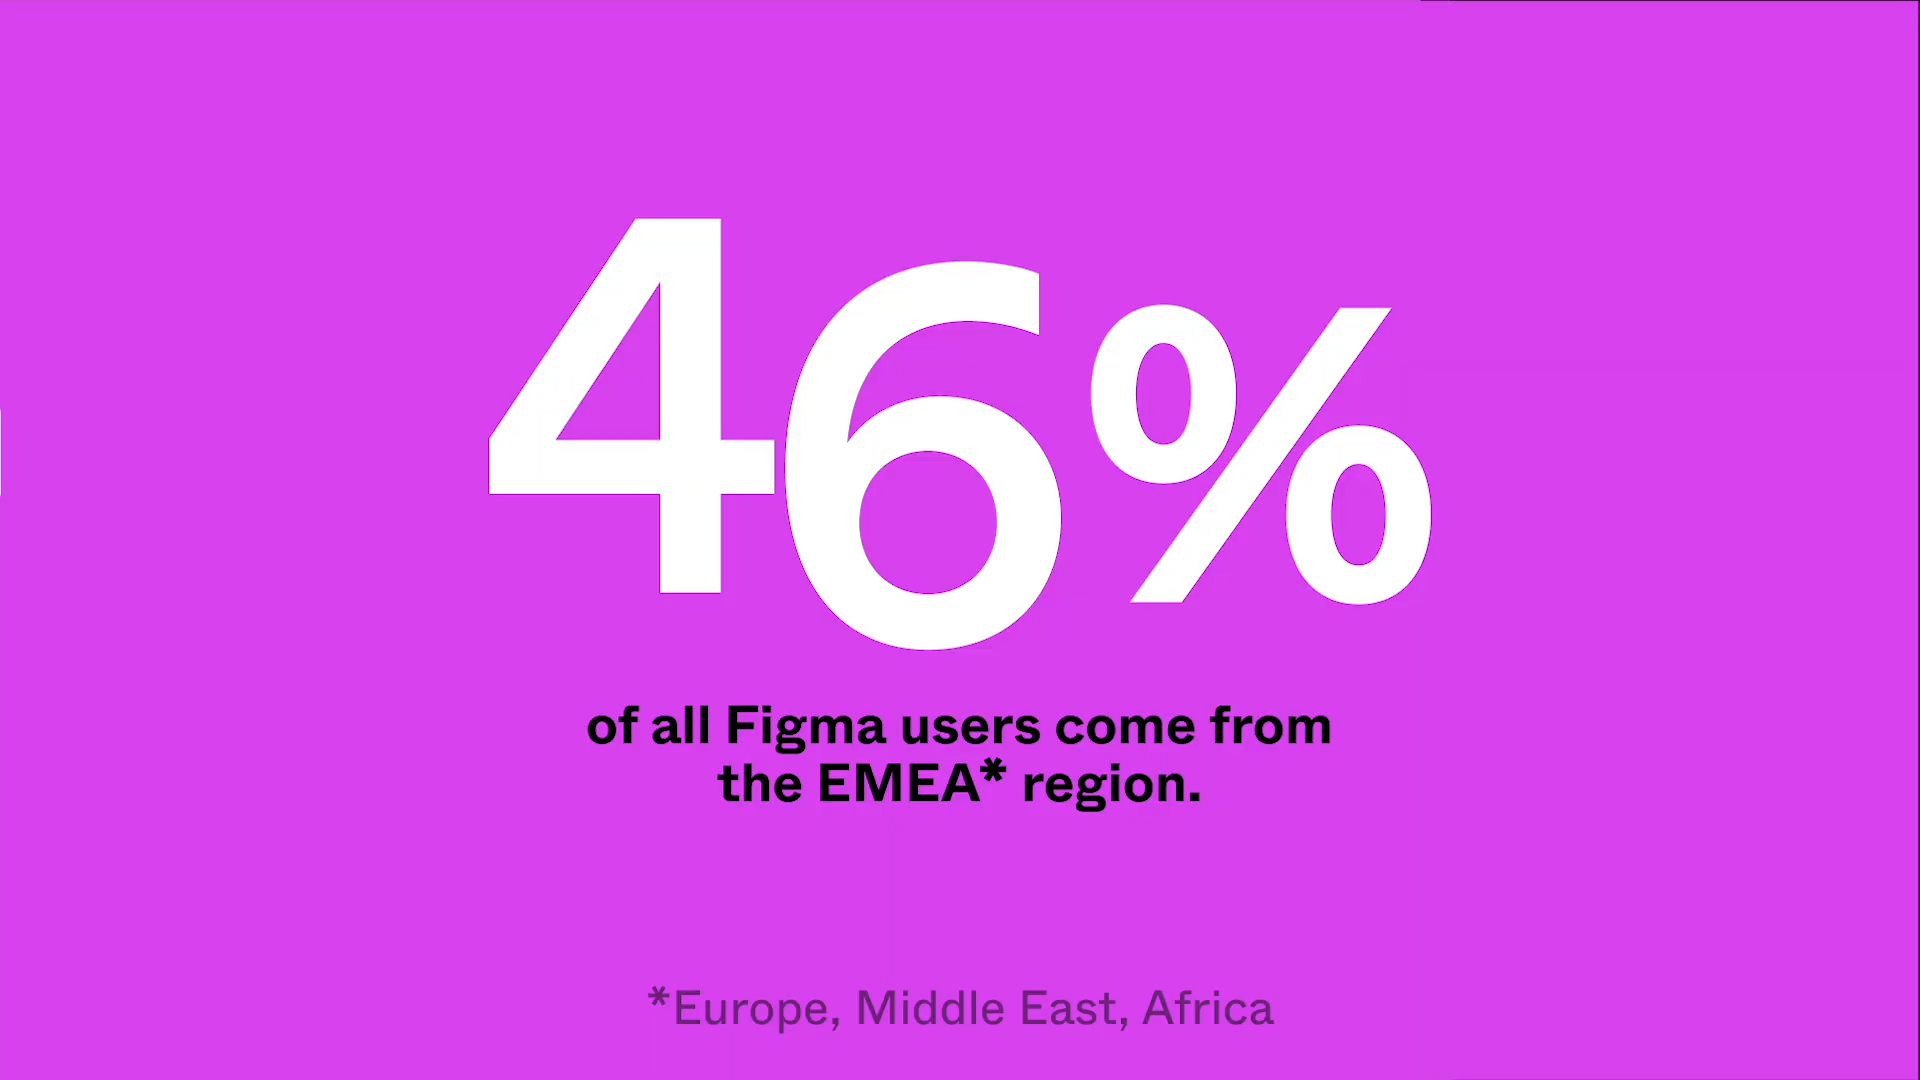 46%
of all Figma users come from
the EMEA* region.
*Europe, Middle East, Africa